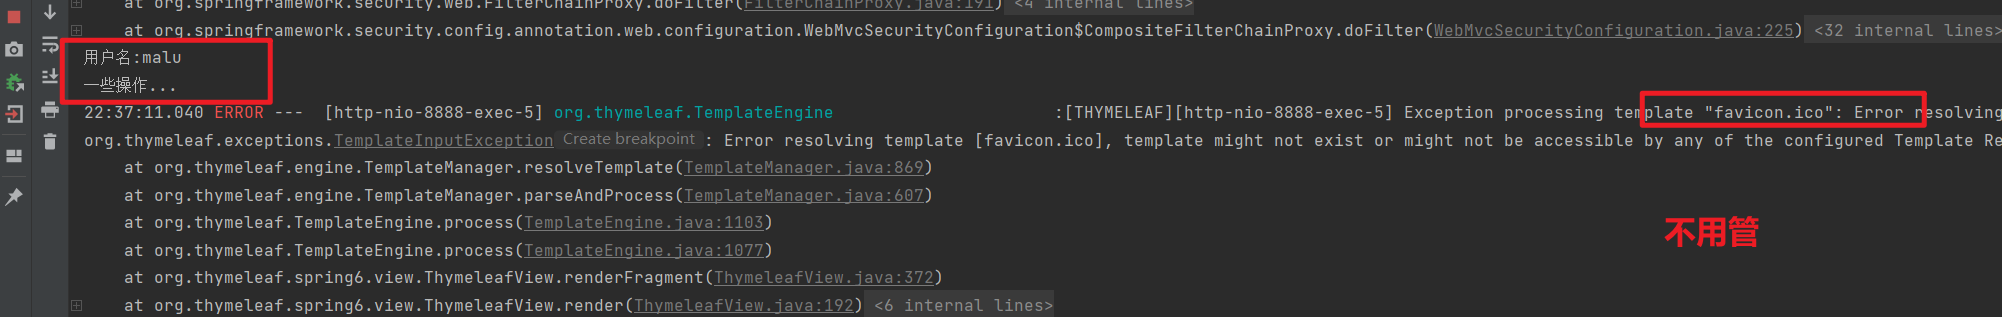 at org.springframework.security.web.FilterChainProxy.doFilter(FilterChainProxy.java:191) <4 internal lines>
at org.springframework.security.config.annotation.web.configuration.WebMvcSecurityConfiguration$CompositeFilterChainProxy.doFilter(WebMvcSecurityConfiguration.java:225) <32 internal lines>
用户名:malu
一些操作...
22:37:11.040 ERROR --- [http-nio-8888-exec-5] org.thymeleaf.TemplateEngine :[THYMELEAF][http-nio-8888-exec-5] Exception processing template "favicon.ico": Error resolving
org.thymeleaf.exceptions.TemplateInputException Create breakpoint : Error resolving template [favicon.ico], template might not exist or might not be accessible by any of the configured Template Re
at org.thymeleaf.engine.TemplateManager.resolveTemplate(TemplateManager.java:869)
at org.thymeleaf.engine.TemplateManager.parseAndProcess(TemplateManager.java:607)
at org.thymeleaf.TemplateEngine.process(TemplateEngine.java:1103)
不用管
at org.thymeleaf.TemplateEngine.process(TemplateEngine.java:1077)
at org.thymeleaf.spring6.view.ThymeleafView.renderFragment(ThymeleafView.java:372)
at org.thymeleaf.spring6.view.ThymeleafView.render(ThymeleafView.java:192) <6 internal lines>